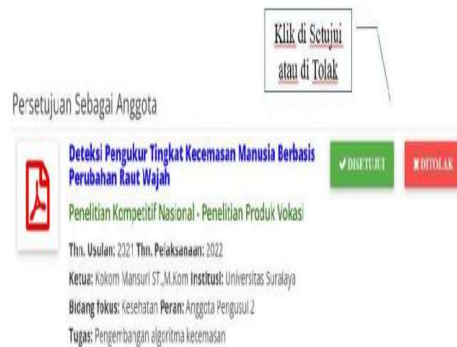 Klik di Setujui
atau di Tolak
Persetujuan Sebagai Anggota
Deteksi Pengukur Tingkat Kecemasan Manusia Berbasis
Perubahan Raut Wajah
✔DISETUJUI
✖DITOLAK
Penelitian Kompetitif Nasional - Penelitian Produk Vokasi
Thn. Usulan: 2021 Thn. Pelaksanaan: 2022
Ketua: Kokom Mansuri ST.,M.Kom Institusi: Universitas Suralaya
Bidang fokus: Kesehatan Peran: Anggota Pengusul 2
Tugas: Pengembangan algoritma kecemasan